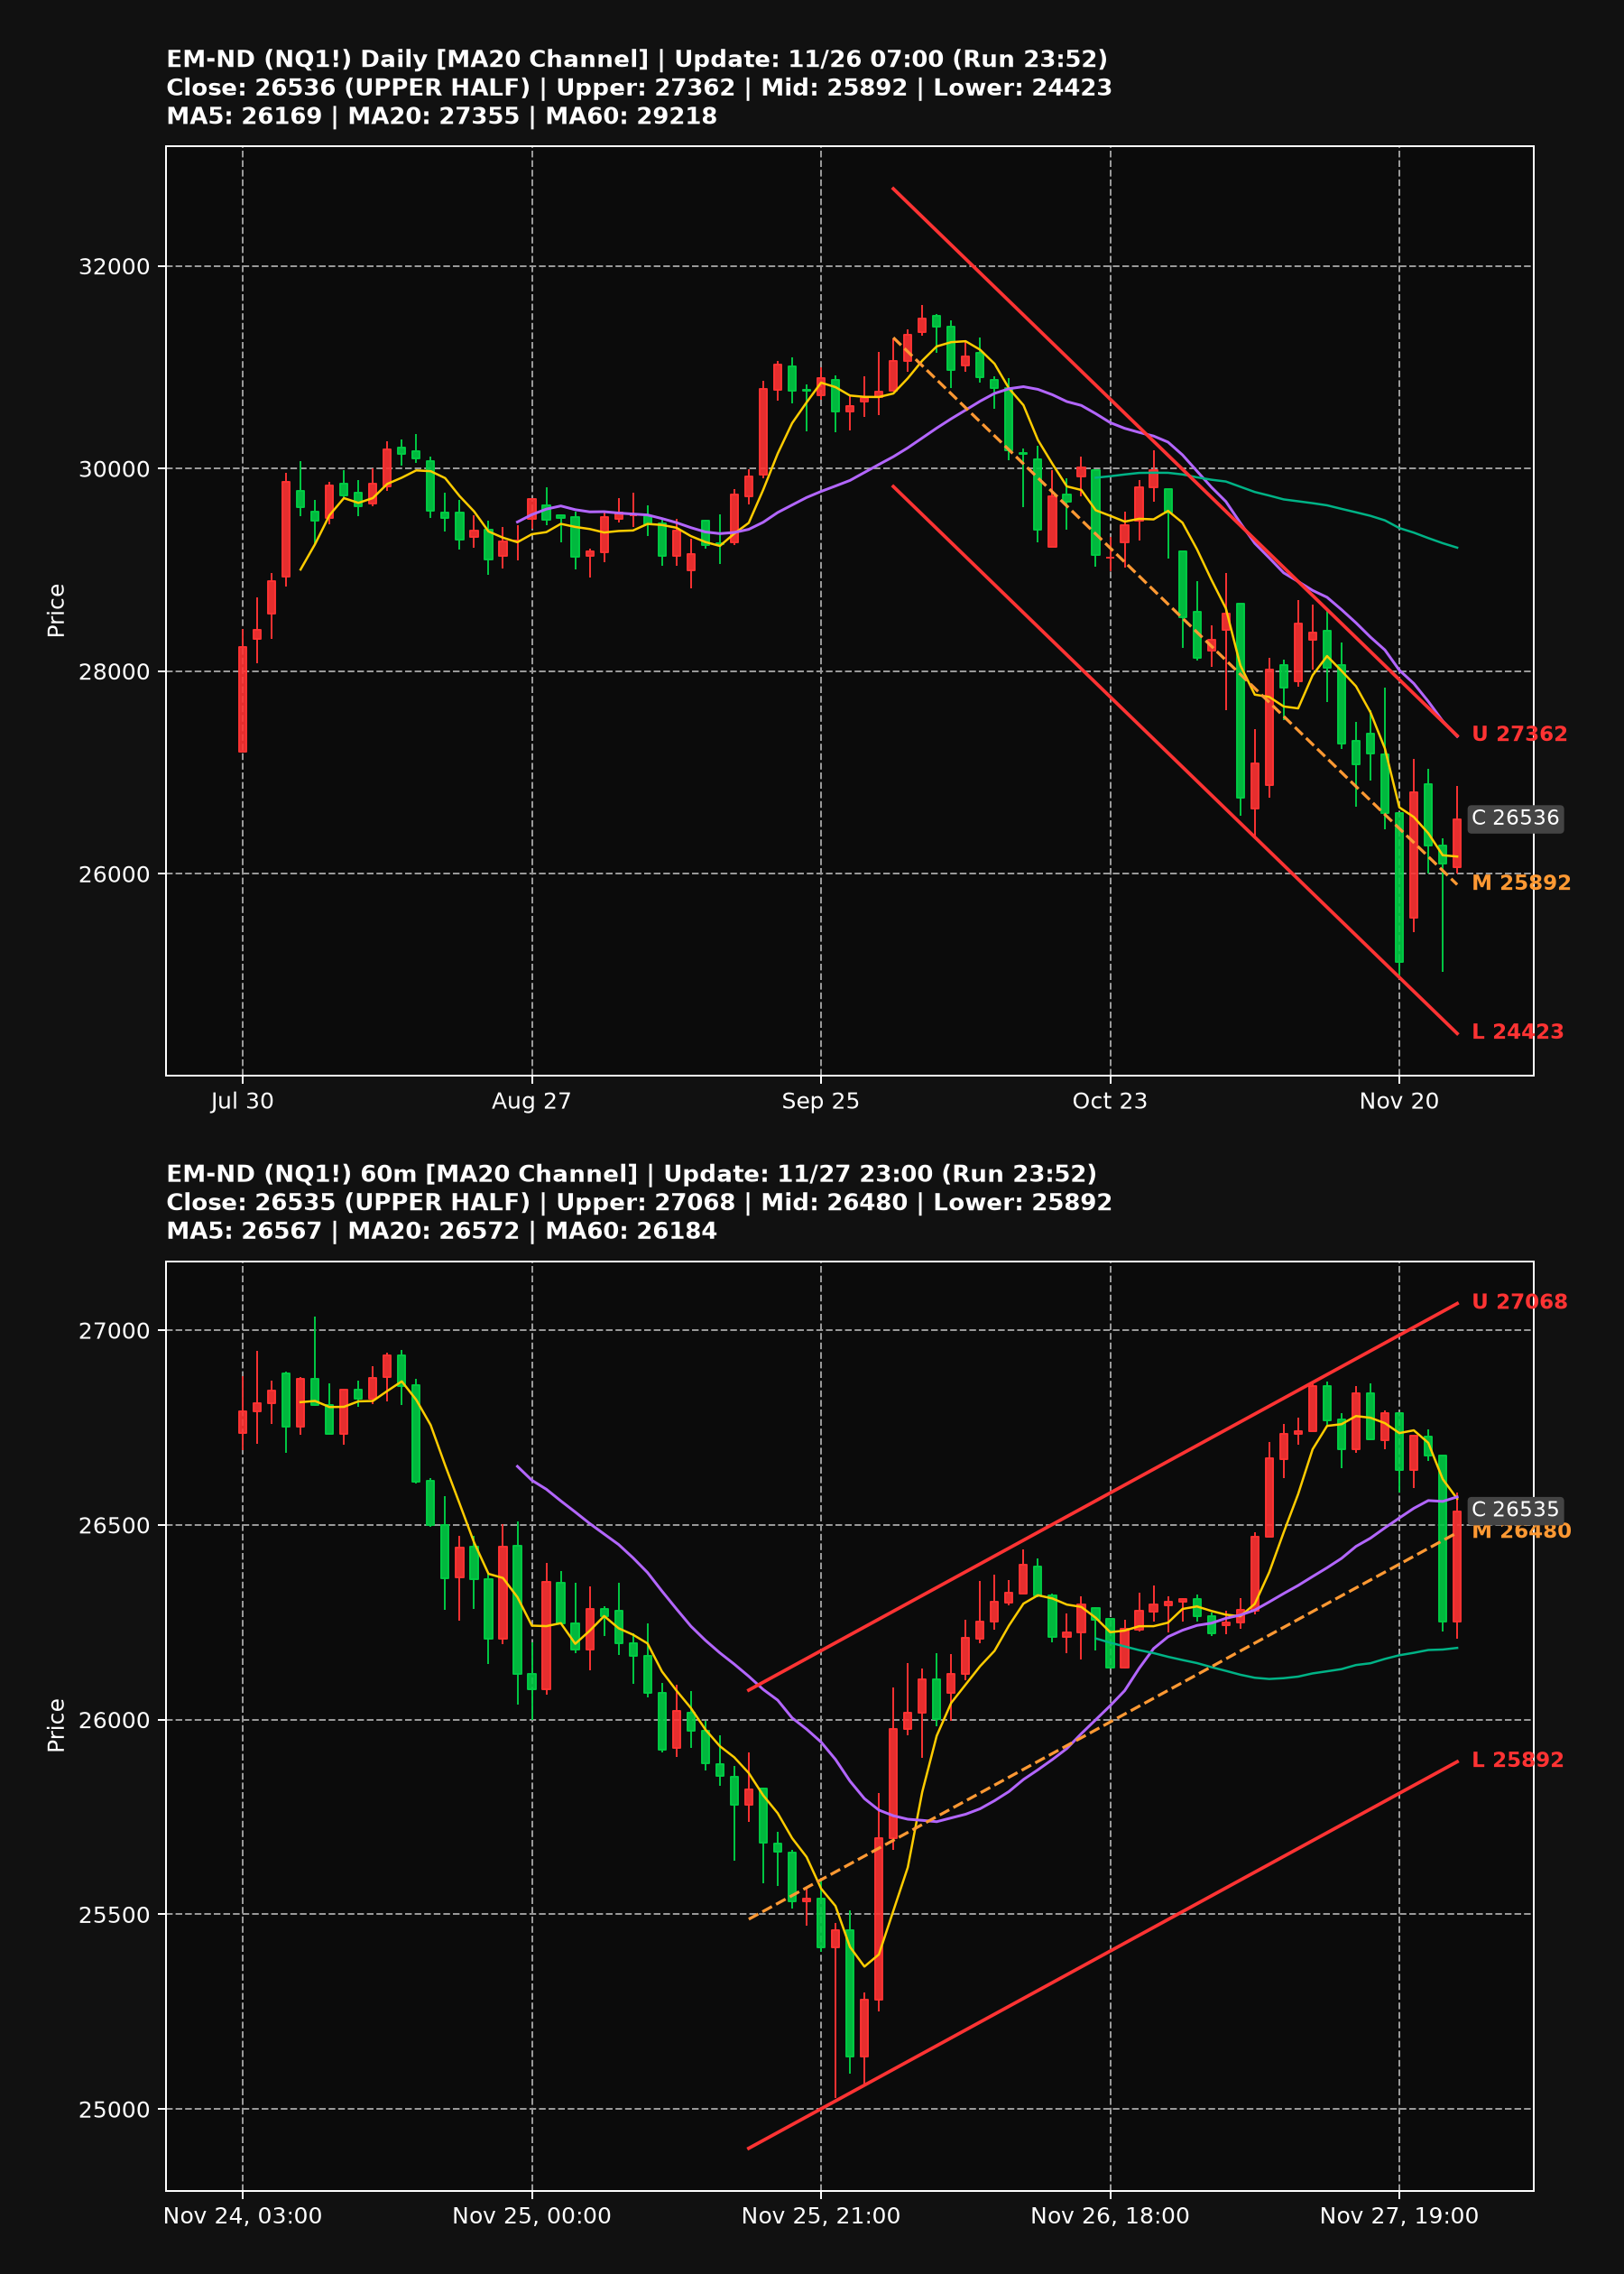 EM-ND (NQ1!) Daily [MA20 Channel] | Update: 11/26 07:00 (Run 23:52)
Close: 26536 (UPPER HALF) | Upper: 27362 | Mid: 25892 | Lower: 24423
MA5: 26169 | MA20: 27355 | MA60: 29218
Price
32000
30000
28000
26000
U 27362
C 26536
M 25892
L 24423
Jul 30
Aug 27
Sep 25
Oct 23
Nov 20
EM-ND (NQ1!) 60m [MA20 Channel] | Update: 11/27 23:00 (Run 23:52)
Close: 26535 (UPPER HALF) | Upper: 27068 | Mid: 26480 | Lower: 25892
MA5: 26567 | MA20: 26572 | MA60: 26184
Price
27000
26500
26000
25500
25000
U 27068
C 26535
M 26480
L 25892
Nov 24, 03:00
Nov 25, 00:00
Nov 25, 21:00
Nov 26, 18:00
Nov 27, 19:00